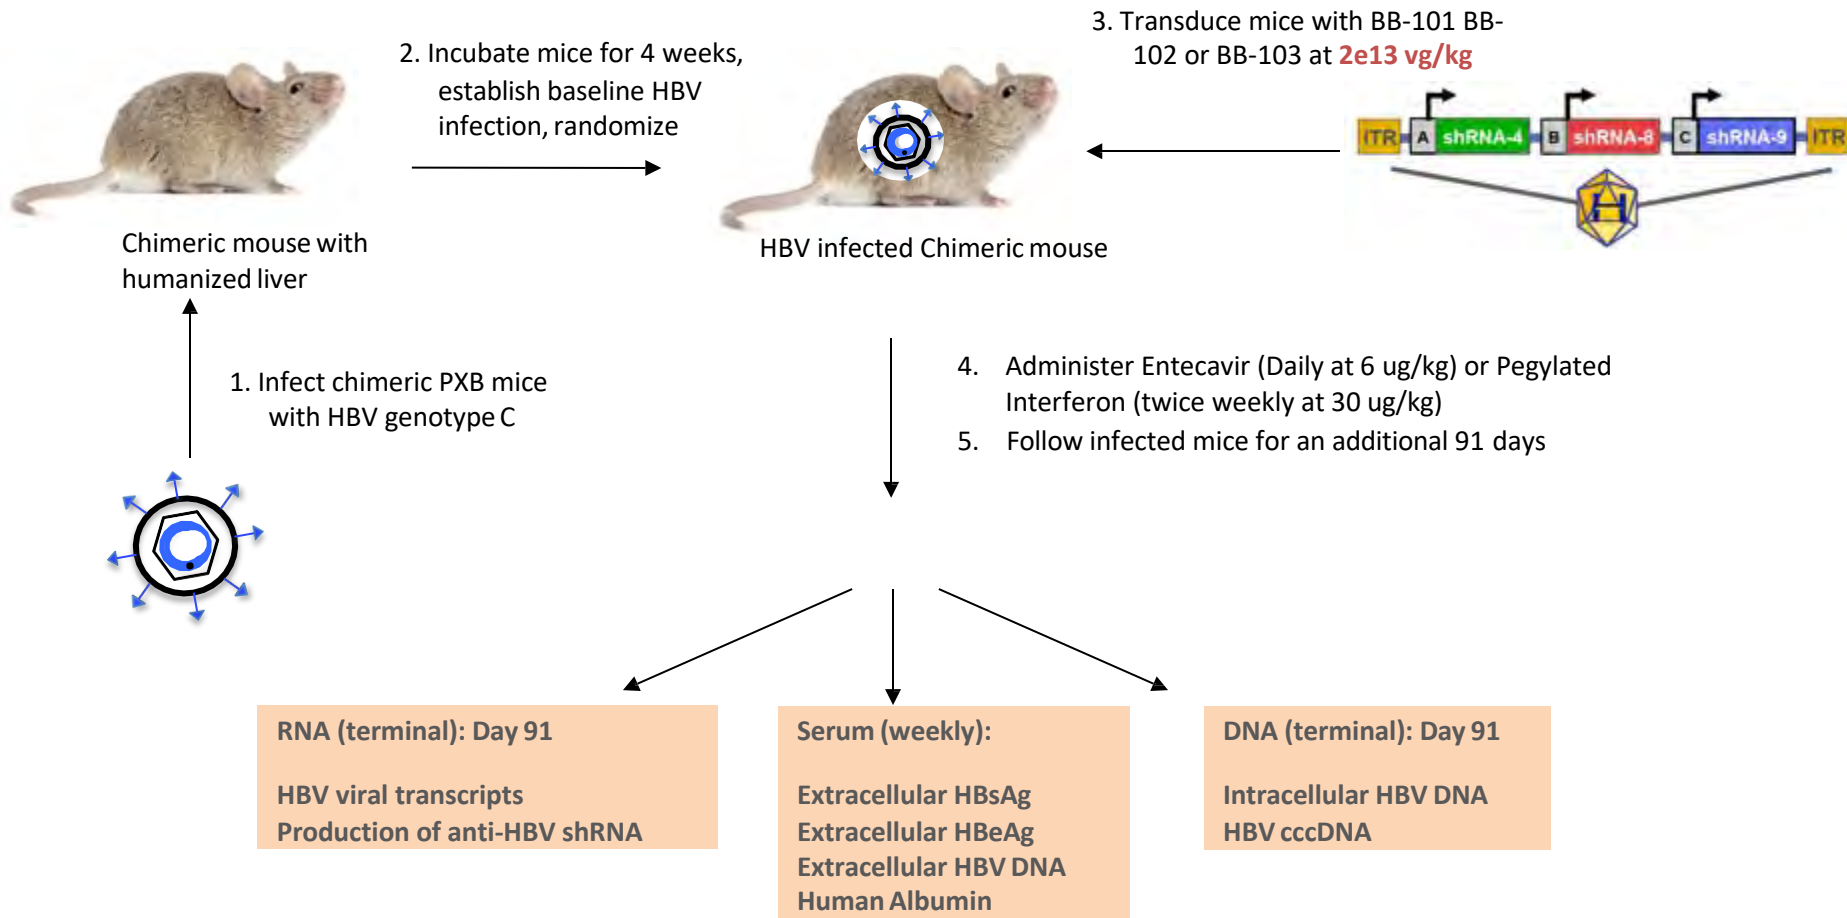 3. Transduce mice with BB-101 BB-
102 or BB-103 at 2e13 vg/kg
2. Incubate mice for 4 weeks,
establish baseline HBV
infection, randomize
ITR A shRNA-4 B shRNA-8 C shRNA-9 ITR
H
Chimeric mouse with
humanized liver
HBV infected Chimeric mouse
1. Infect chimeric PXB mice
with HBV genotype C
4. Administer Entecavir (Daily at 6 ug/kg) or Pegylated
Interferon (twice weekly at 30 ug/kg)
5. Follow infected mice for an additional 91 days
RNA (terminal): Day 91
HBV viral transcripts
Production of anti-HBV shRNA
Serum (weekly):
Extracellular HBsAg
Extracellular HBeAg
Extracellular HBV DNA
Human Albumin
DNA (terminal): Day 91
Intracellular HBV DNA
HBV cccDNA